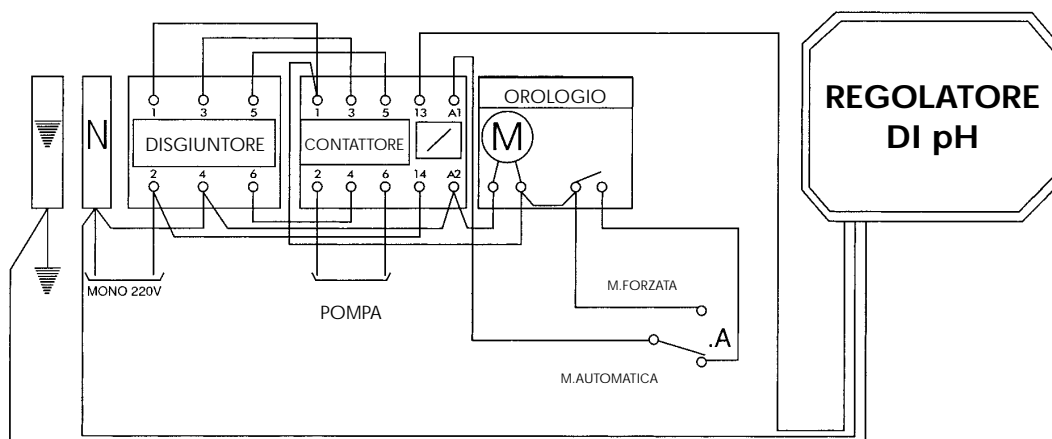 REGOLATORE
DI pH
1 3 5
1 3 5 13 A1
OROLOGIO
N
DISGIUNTORE
CONTATTORE
M
2 4 6
2 4 6 14 A2
MONO 220V
POMPA
M.FORZATA
.A
M.AUTOMATICA